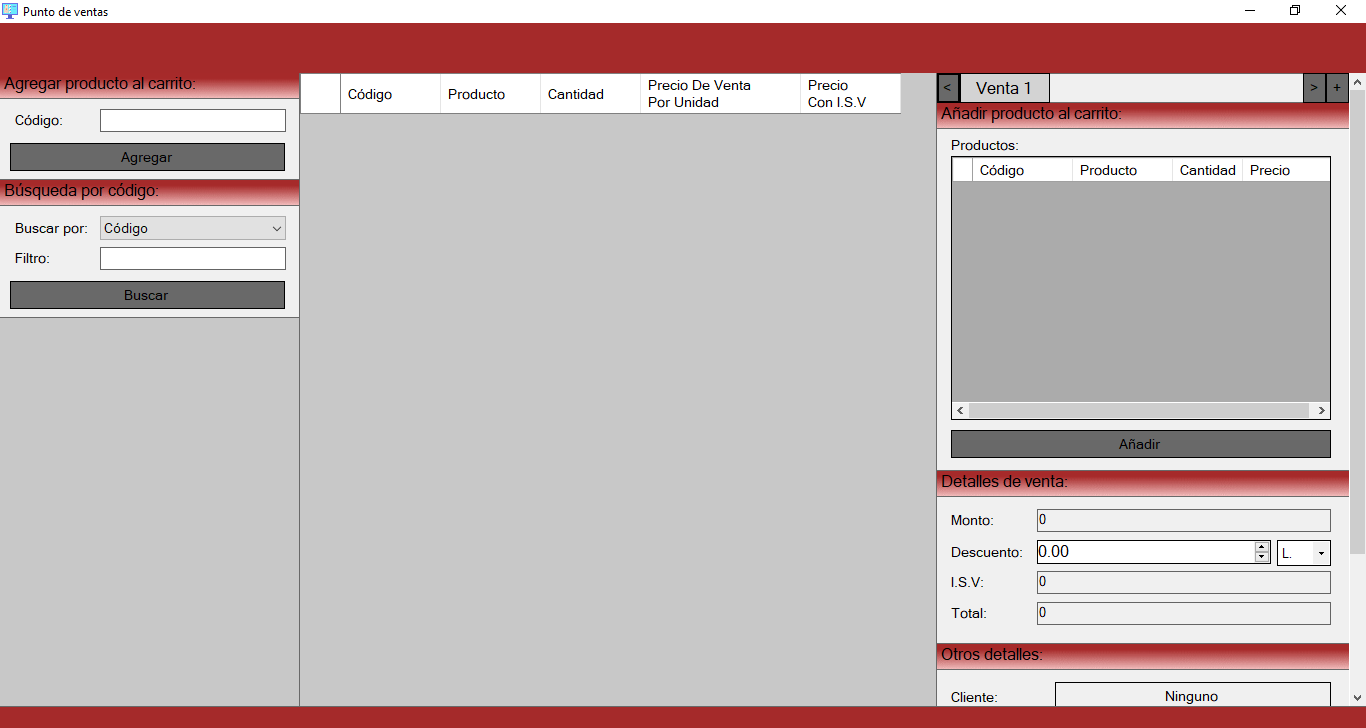 Punto de ventas
Agregar producto al carrito:
Código:
Agregar
Búsqueda por código:
Buscar por: Código
Filtro:
Buscar
Código Producto Cantidad Precio De Venta Por Unidad Precio Con I.S.V
< Venta 1 > +
Añadir producto al carrito:
Productos:
Código Producto Cantidad Precio
Añadir
Detalles de venta:
Monto: 0
Descuento: 0.00 L.
I.S.V: 0
Total: 0
Otros detalles:
Cliente: Ninguno